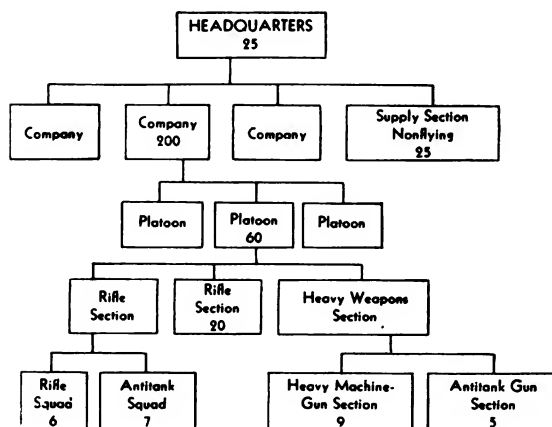 HEADQUARTERS
25
Company
Company
200
Company
Supply Section
Nonflying
25
Platoon
Platoon
60
Platoon
Rifle
Section
Rifle
Section
20
Heavy Weapons
Section
Rifle
Squad
6
Antitank
Squad
7
Heavy Machine-
Gun Section
9
Antitank Gun
Section
5